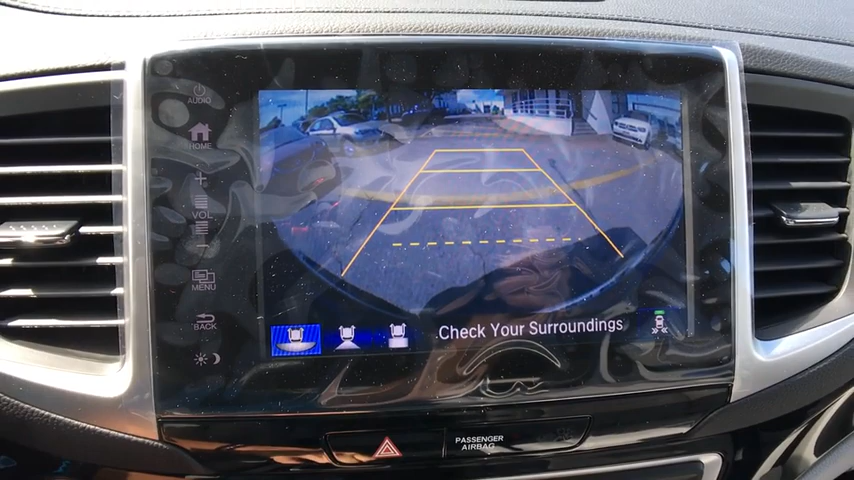 AUDIO
HOME
+
VOL
-
MENU
BACK
Check Your Surroundings
PASSENGER
AIRBAG